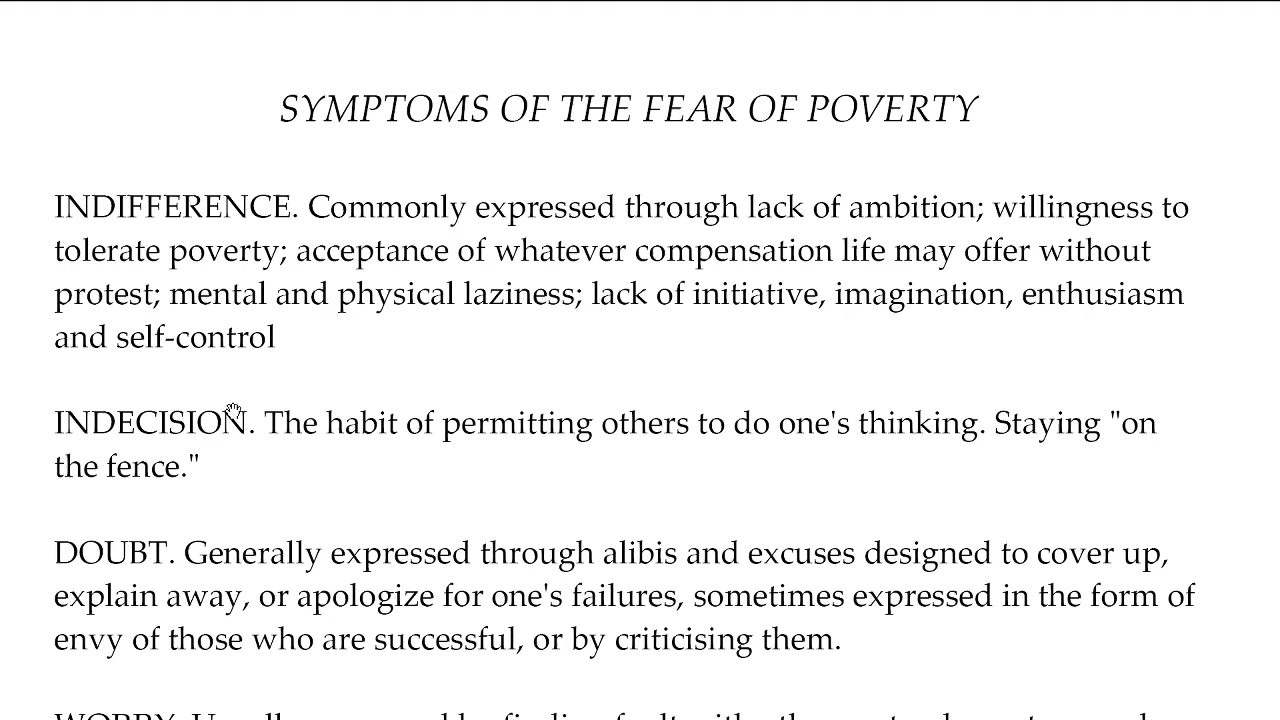 SYMPTOMS OF THE FEAR OF POVERTY
INDIFFERENCE. Commonly expressed through lack of ambition; willingness to
tolerate poverty; acceptance of whatever compensation life may offer without
protest; mental and physical laziness; lack of initiative, imagination, enthusiasm
and self-control
INDECISION. The habit of permitting others to do one's thinking. Staying "on
the fence."
DOUBT. Generally expressed through alibis and excuses designed to cover up,
explain away, or apologize for one's failures, sometimes expressed in the form of
envy of those who are successful, or by criticising them.